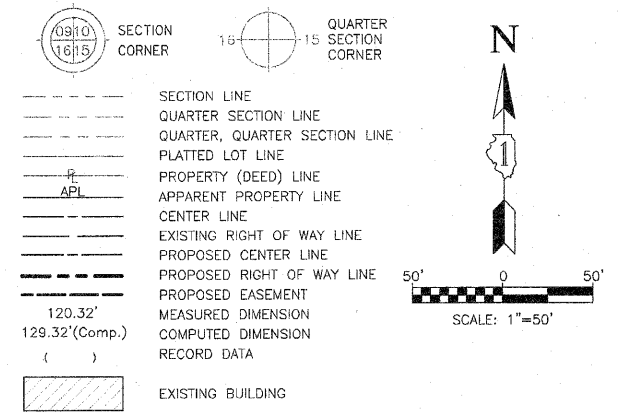 09 10
16 15
SECTION
CORNER
16 15
QUARTER
SECTION
CORNER
N
1
SECTION LINE
QUARTER SECTION LINE
QUARTER, QUARTER SECTION LINE
PLATTED LOT LINE
PL PROPERTY (DEED) LINE
APL APPARENT PROPERTY LINE
CENTER LINE
EXISTING RIGHT OF WAY LINE
PROPOSED CENTER LINE
PROPOSED RIGHT OF WAY LINE
PROPOSED EASEMENT
120.32' MEASURED DIMENSION
129.32'(Comp.) COMPUTED DIMENSION
( ) RECORD DATA
EXISTING BUILDING
50' 0 50'
SCALE: 1"=50'